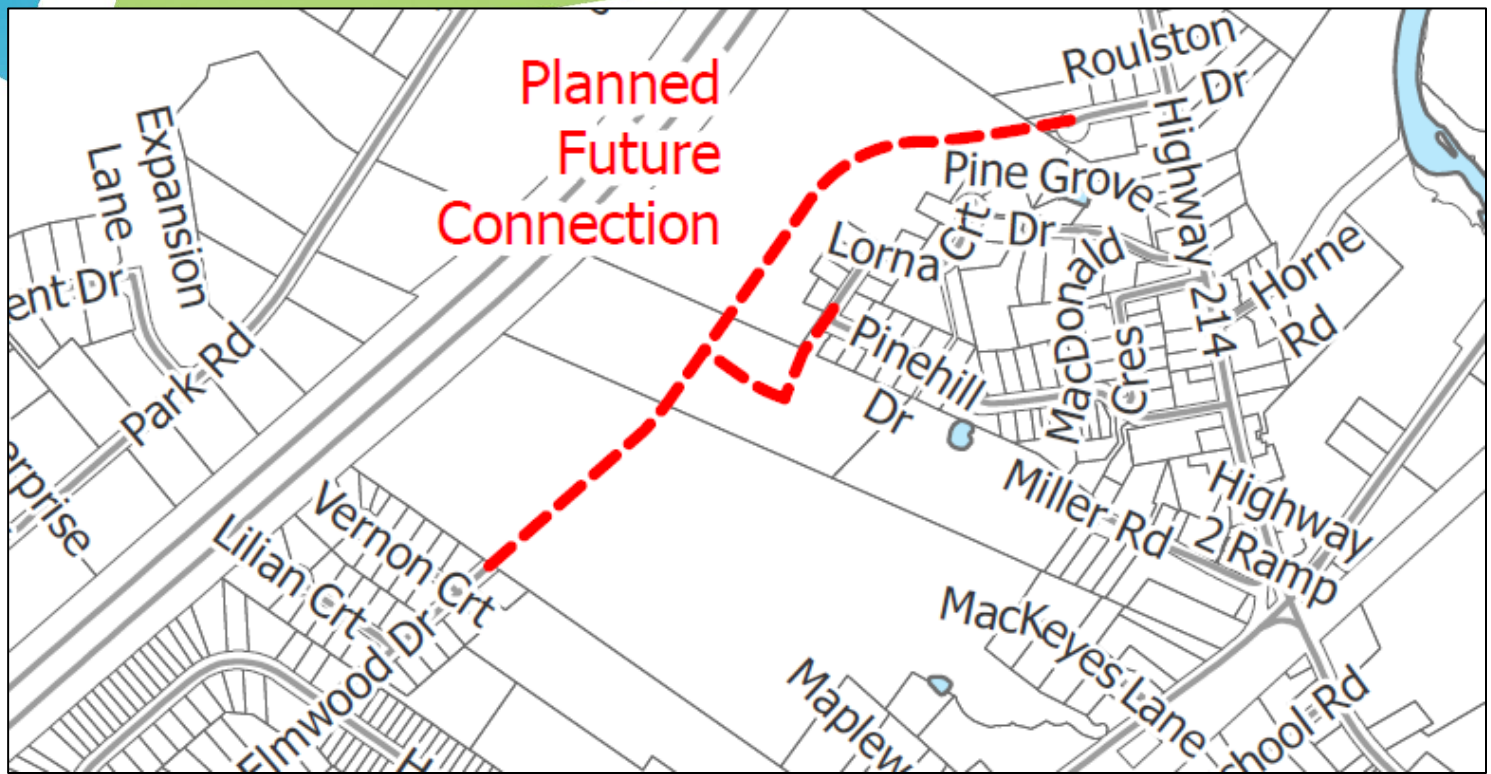 Planned
Future
Connection
Roulston
Dr
Highway
214
Pine Grove
Dr
Lorna
Crt
MacDonald
Cres
Horne
Rd
Pinehill
Dr
Expansion
Lane
ent Dr
Park Rd
erprise
Vernon Crt
Lilian Crt
Elmwood Dr
Miller Rd
Highway
2 Ramp
MacKeyes Lane
Maplew
hool Rd
H